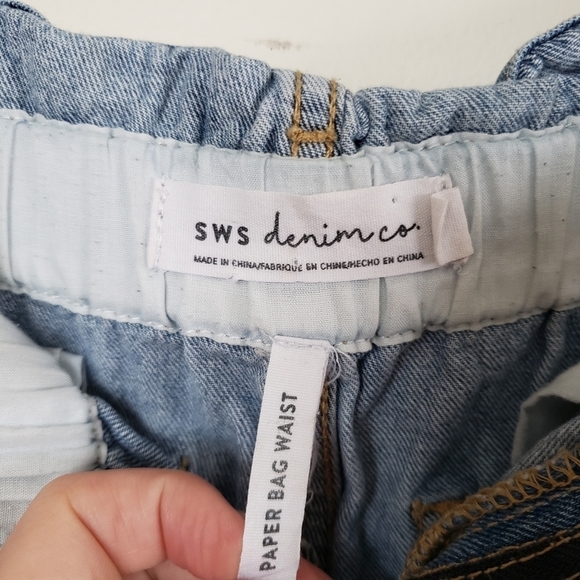 SWS denim co.
MADE IN CHINA/FABRIQUE EN CHINE/HECHO EN CHINA
PAPER BAG WAIST